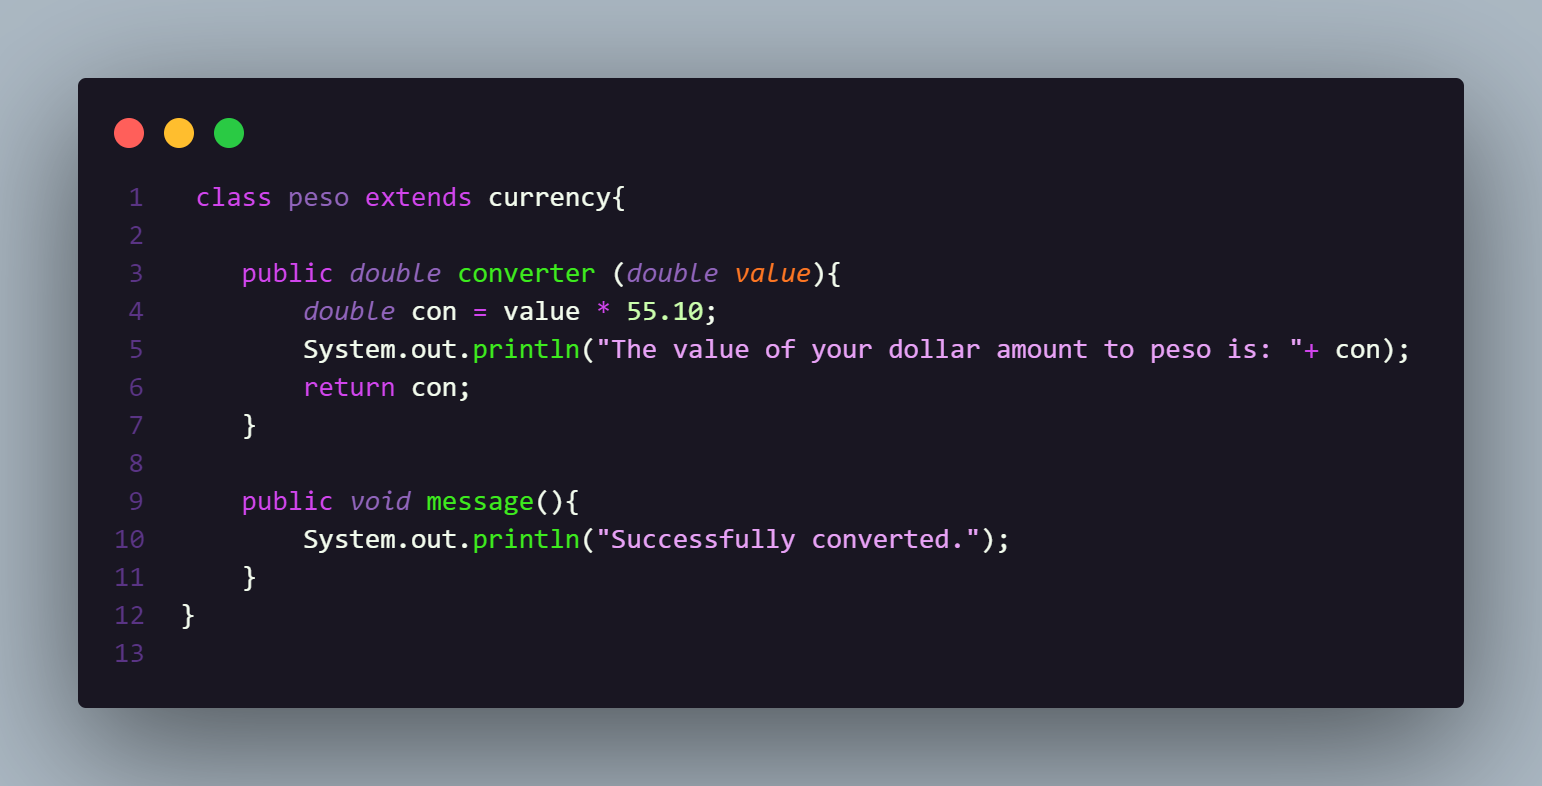 1 class peso extends currency{
2
3 public double converter (double value){
4 double con = value * 55.10;
5 System.out.println("The value of your dollar amount to peso is: "+ con);
6 return con;
7 }
8
9 public void message(){
10 System.out.println("Successfully converted.");
11 }
12 }
13